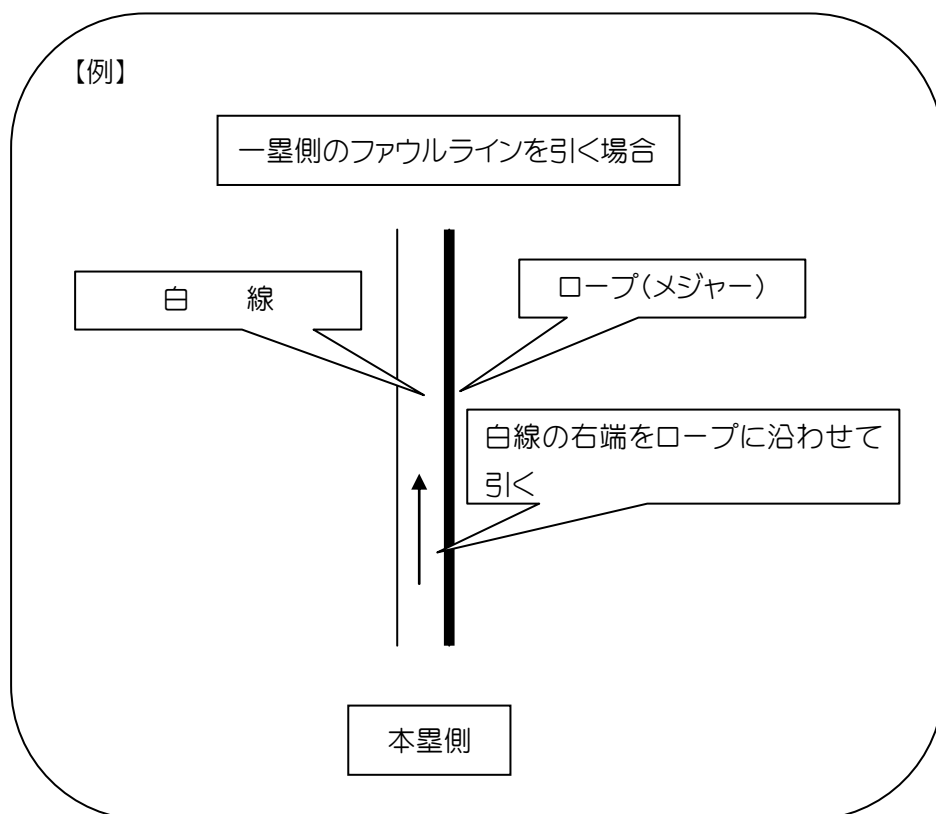 【例】
一塁側のファウルラインを引く場合
白　線
ロープ(メジャー)
白線の右端をロープに沿わせて
引く
本塁側